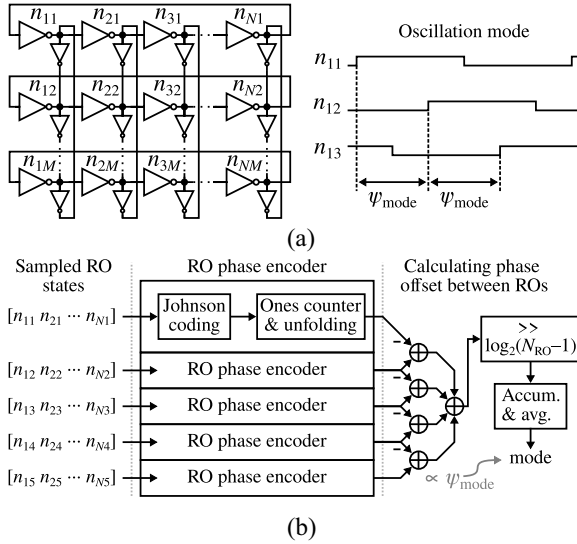 n11 n21 n31 nN1
n12 n22 n32 nN2
n1M n2M n3M nNM
Oscillation mode
n11
n12
n13
ψmode ψmode
(a)
Sampled RO states
RO phase encoder
Calculating phase offset between ROs
[n11 n21 ··· nN1]
Johnson coding
Ones counter & unfolding
[n12 n22 ··· nN2]
RO phase encoder
[n13 n23 ··· nN3]
RO phase encoder
[n14 n24 ··· nN4]
RO phase encoder
[n15 n25 ··· nN5]
RO phase encoder
>>
log2(NRO−1)
Accum. & avg.
mode
∝ ψmode
(b)